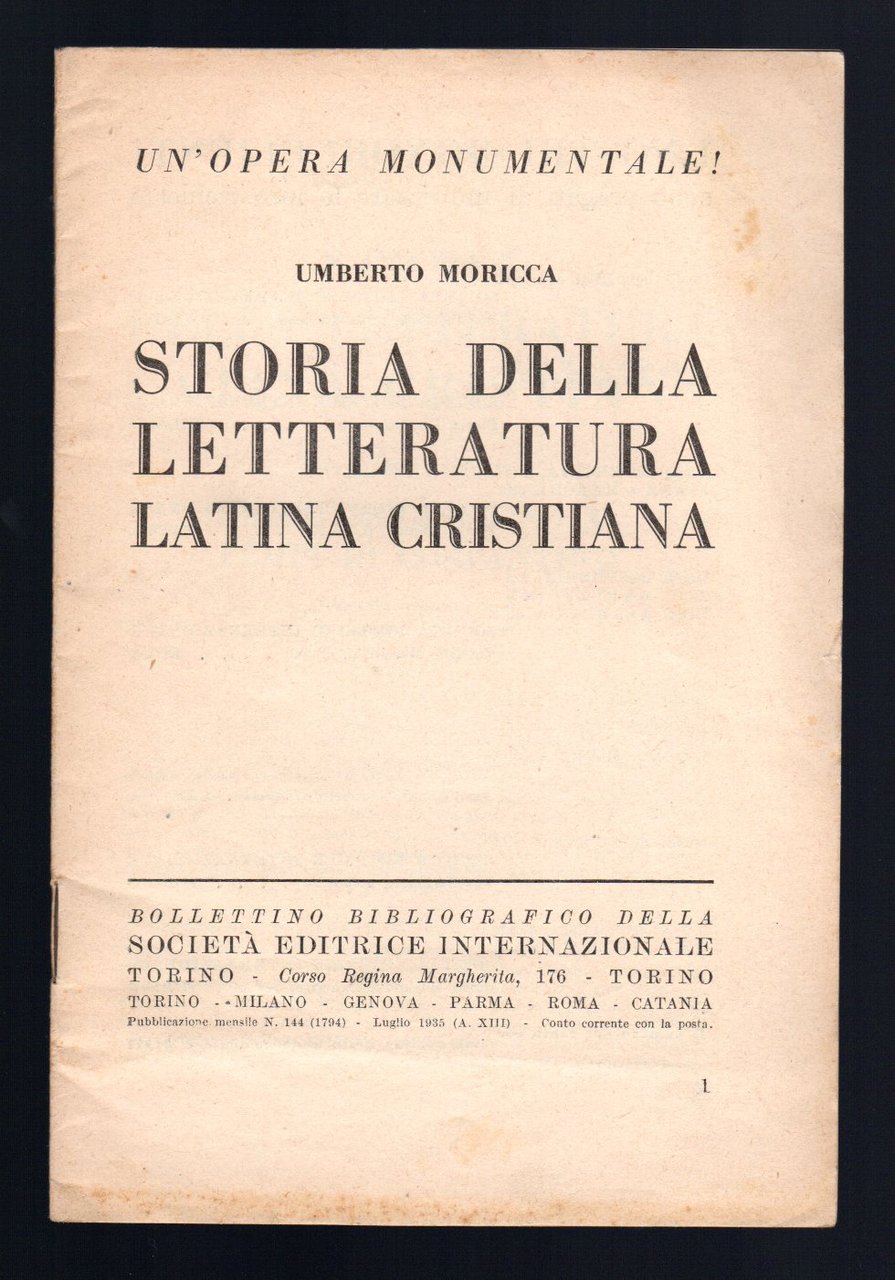 UN'OPERA MONUMENTALE!
UMBERTO MORICCA
STORIA DELLA
LETTERATURA
LATINA CRISTIANA
BOLLETTINO BIBLIOGRAFICO DELLA
SOCIETÀ EDITRICE INTERNAZIONALE
TORINO - Corso Regina Margherita, 176 - TORINO
TORINO - MILANO - GENOVA - PARMA - ROMA - CATANIA
Pubblicazione mensile N. 144 (1794) - Luglio 1935 (A. XIII) - Conto corrente con la posta.
1